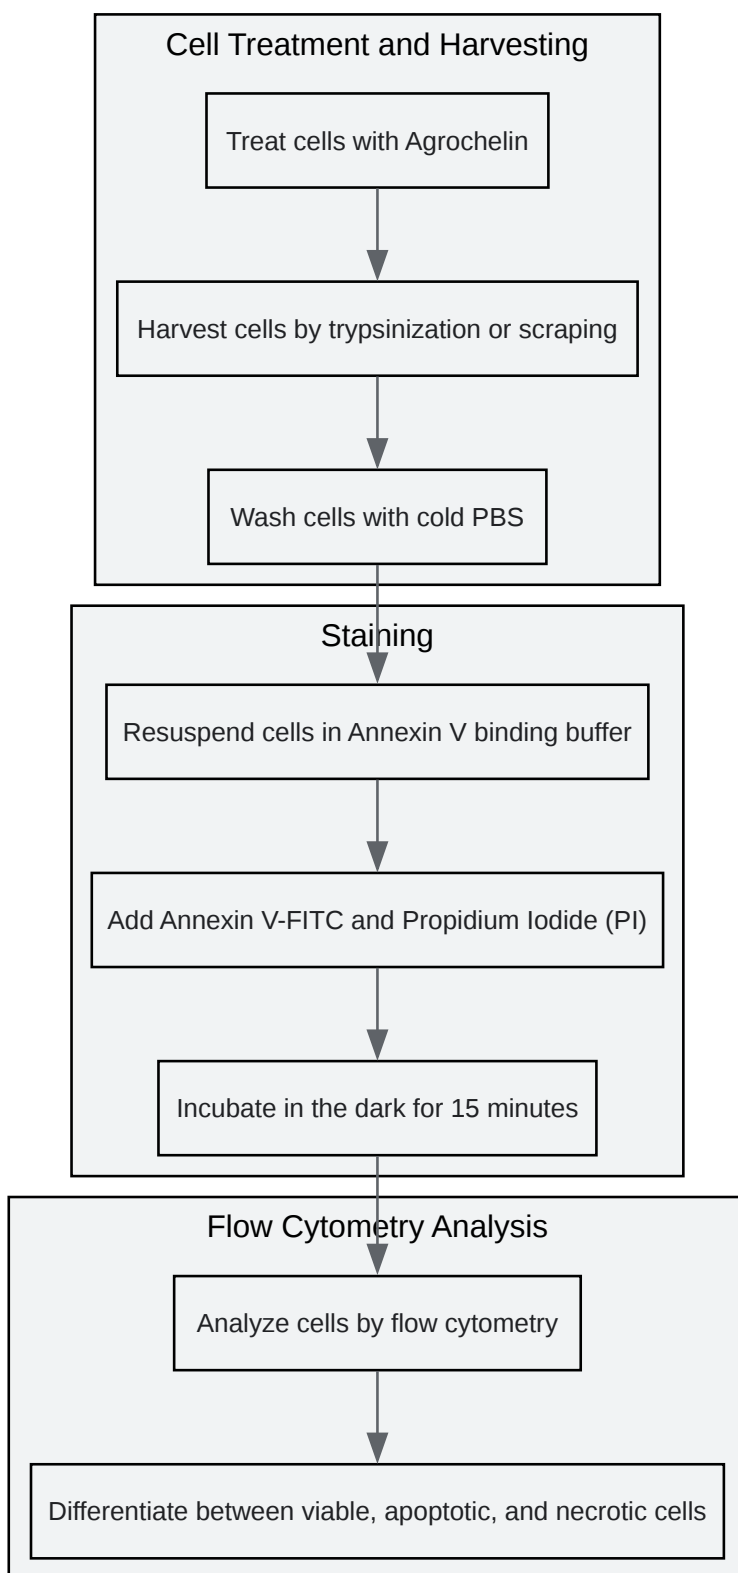 Cell Treatment and Harvesting
Treat cells with Agrochelin
Harvest cells by trypsinization or scraping
Wash cells with cold PBS
Staining
Resuspend cells in Annexin V binding buffer
Add Annexin V-FITC and Propidium Iodide (PI)
Incubate in the dark for 15 minutes
Flow Cytometry Analysis
Analyze cells by flow cytometry
Differentiate between viable, apoptotic, and necrotic cells